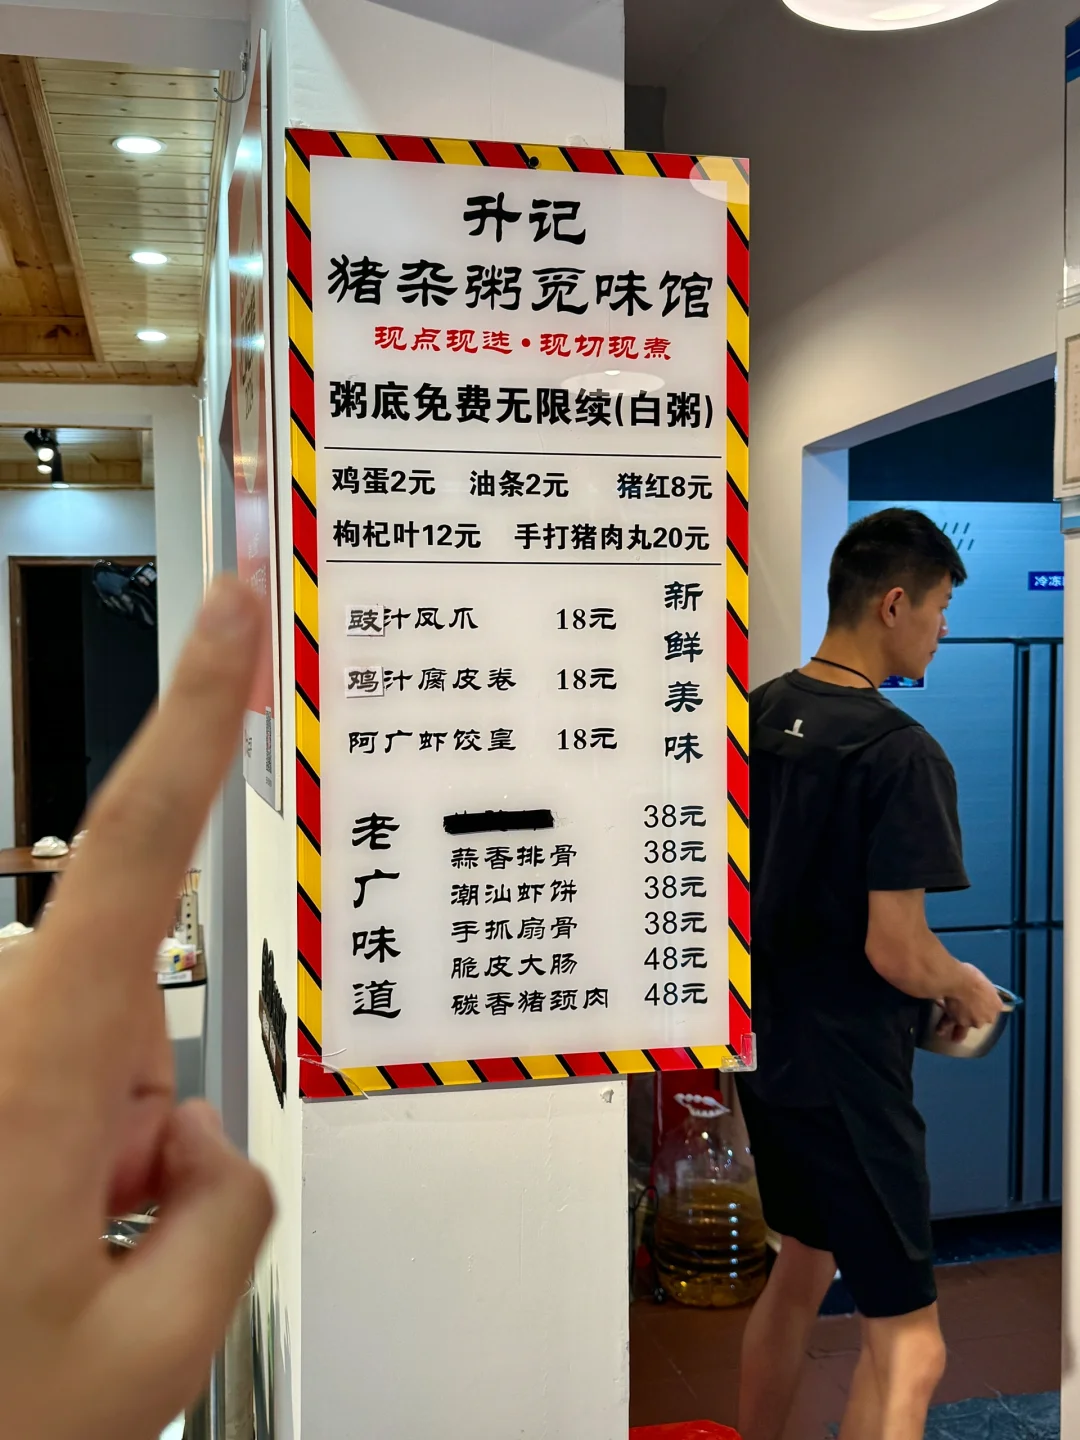 升记
猪杂粥觅味馆
现点现选•现切现煮
粥底免费无限续(白粥)
鸡蛋2元 油条2元 猪红8元
枸杞叶12元 手打猪肉丸20元
新鲜美味
豉汁凤爪 18元
鸡汁腐皮卷 18元
阿广虾饺皇 18元
老广味道
38元
蒜香排骨 38元
潮汕虾饼 38元
手抓扇骨 38元
脆皮大肠 48元
碳香猪颈肉 48元
冷冻